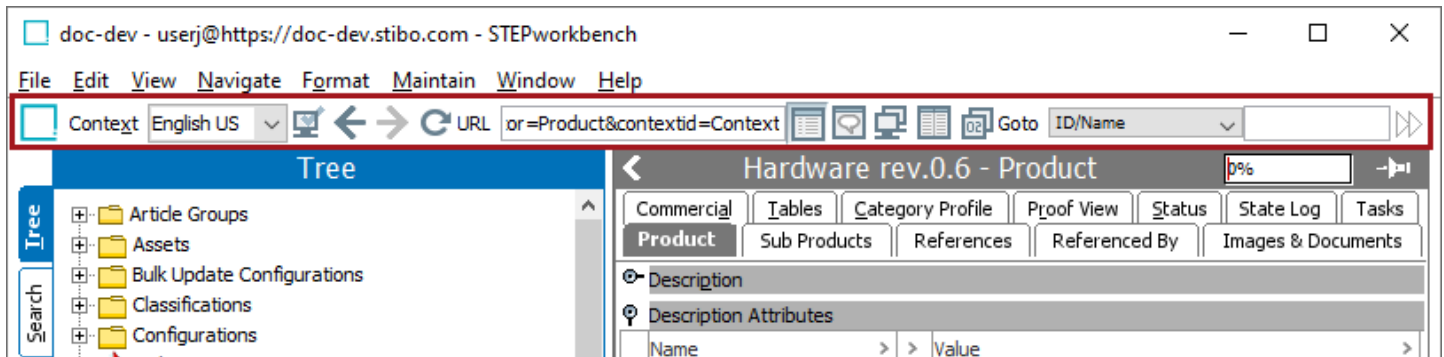 doc-dev - userj@https://doc-dev.stibo.com - STEPworkbench
File Edit View Navigate Format Maintain Window Help
Context English US URL or=Product&contextid=Context 02 Goto ID/Name
Tree
Hardware rev.0.6 - Product 0%
Tree
Search
Article Groups
Assets
Bulk Update Configurations
Classifications
Configurations
Commercial Tables Category Profile Proof View Status State Log Tasks
Product Sub Products References Referenced By Images & Documents
Description
Description Attributes
Name > > Value >